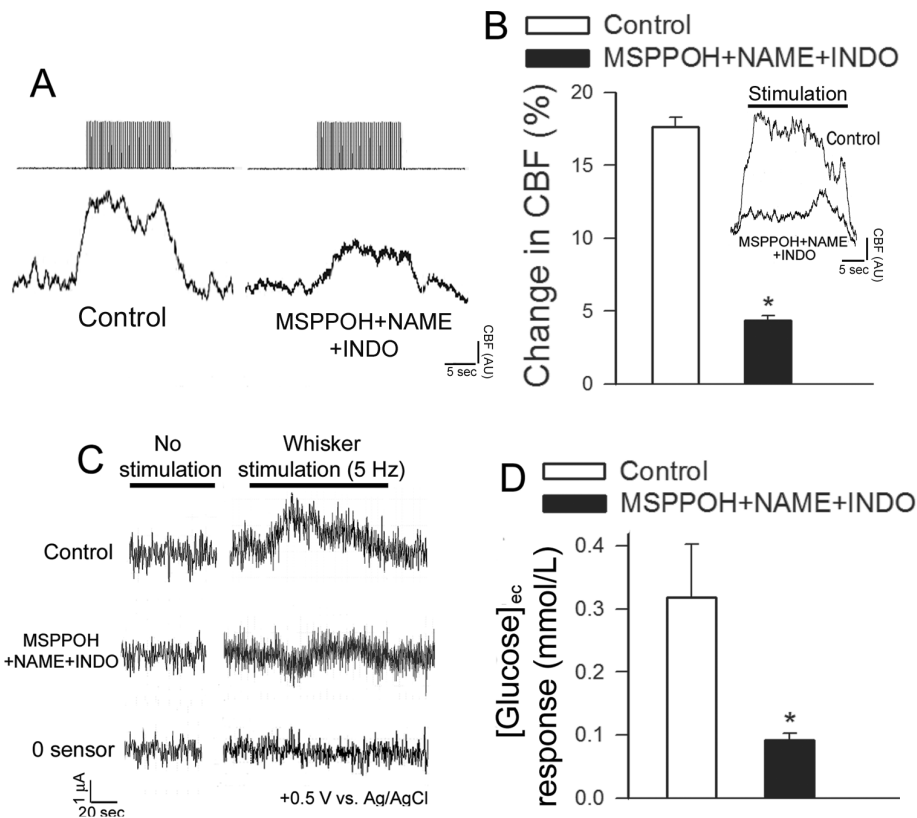 A
Control
MSPPOH+NAME
+INDO
CBF (AU)
5 sec
B
Control
MSPPOH+NAME+INDO
Change in CBF (%)
20
15
10
5
0
*
Stimulation
Control
MSPPOH+NAME
+INDO
CBF (AU)
5 sec
C
No
stimulation
Whisker
stimulation (5 Hz)
Control
MSPPOH
+NAME+INDO
0 sensor
1 µA
20 sec
+0.5 V vs. Ag/AgCl
D
Control
MSPPOH+NAME+INDO
[Glucose]ec
response (mmol/L)
0.4
0.3
0.2
0.1
0.0
*